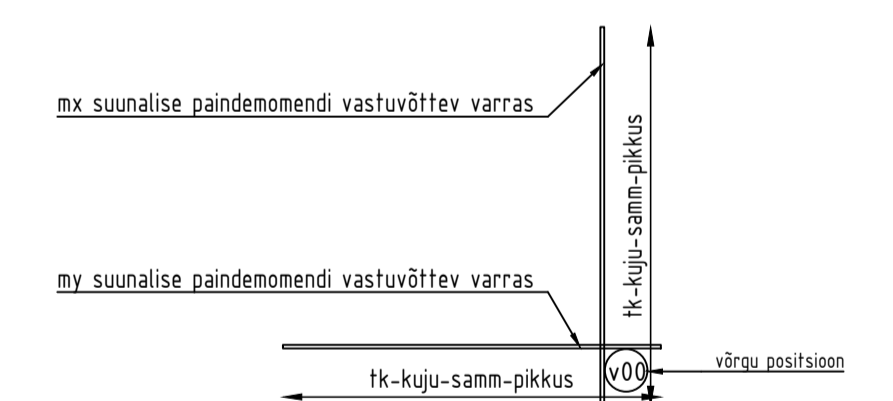 mx suunalise paindemomendi vastuvõttev varras
tk-kuju-samm-pikkus
my suunalise paindemomendi vastuvõttev varras
võrgu positsioon
v00
tk-kuju-samm-pikkus